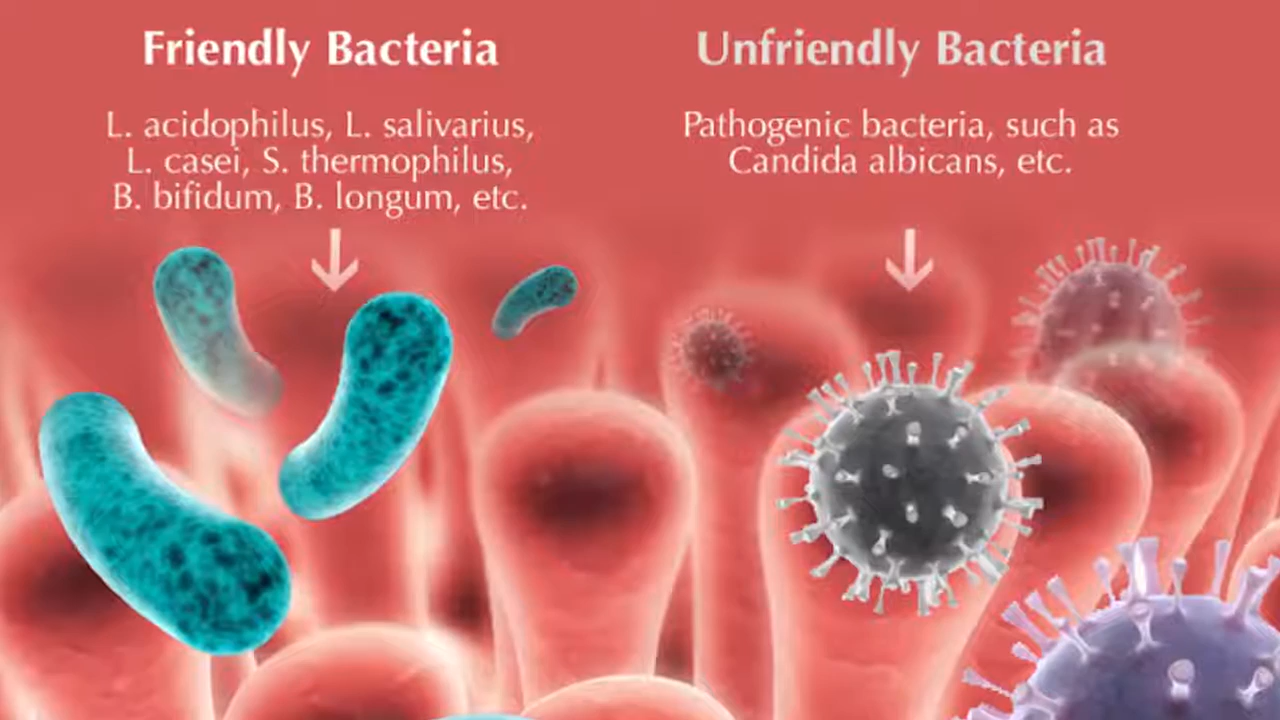 Friendly Bacteria
L. acidophilus, L. salivarius,
L. casei, S. thermophilus,
B. bifidum, B. longum, etc.
Unfriendly Bacteria
Pathogenic bacteria, such as
Candida albicans, etc.